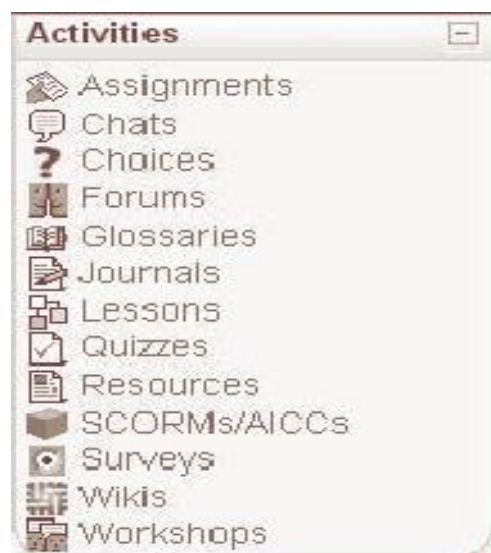 Activities
Assignments
Chats
Choices
Forums
Glossaries
Journals
Lessons
Quizzes
Resources
SCORMs/AICCs
Surveys
Wikis
Workshops